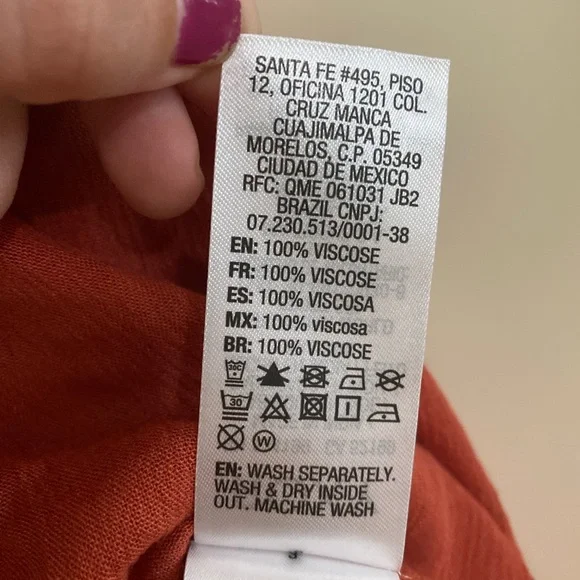 SANTA FE #495, PISO
12, OFICINA 1201 COL.
CRUZ MANCA
CUAJIMALPA DE
MORELOS, C.P. 05349
CIUDAD DE MEXICO
RFC: QME 061031 JB2
BRAZIL CNPJ:
07.230.513/0001-38
EN: 100% VISCOSE
FR: 100% VISCOSE
ES: 100% VISCOSA
MX: 100% viscosa
BR: 100% VISCOSE
30C
30
W
EN: WASH SEPARATELY.
WASH & DRY INSIDE
OUT. MACHINE WASH